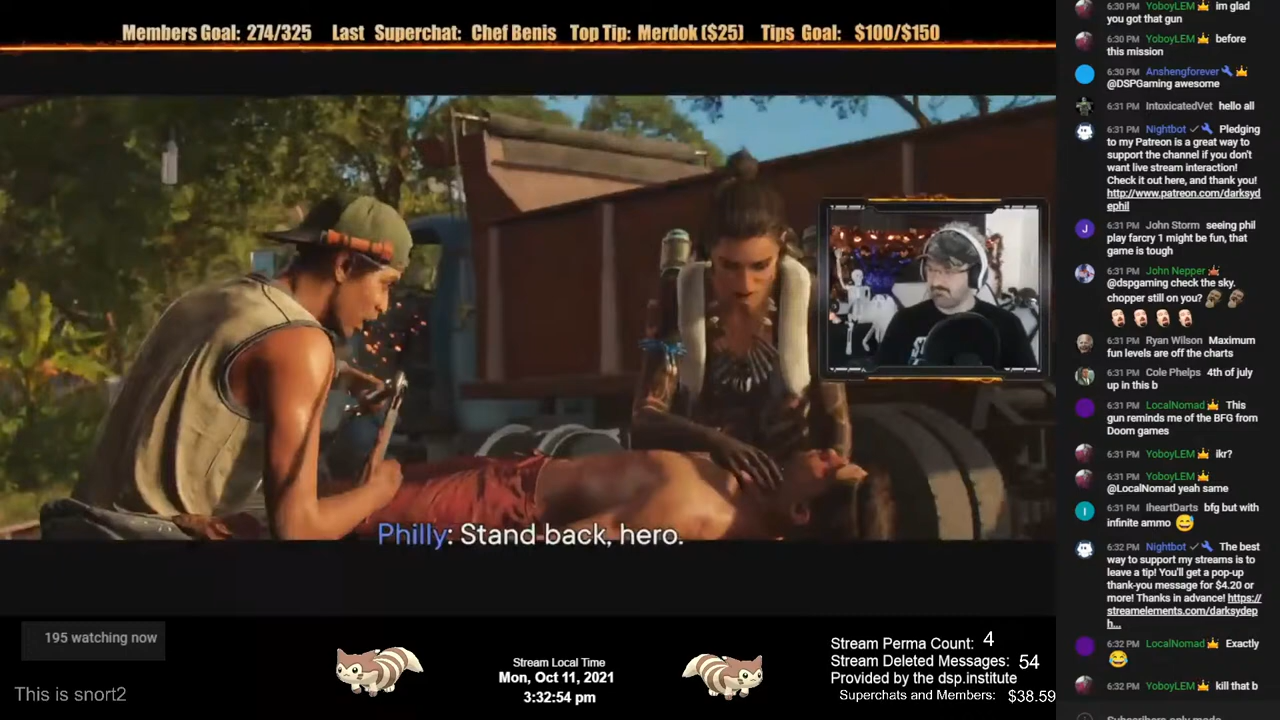 Members Goal: 274/325 Last Superchat: Chef Benis Top Tip: Merdok ($25) Tips Goal: $100/$150
Philly: Stand back, hero.
195 watching now
This is snort2
Stream Local Time
Mon, Oct 11, 2021
3:32:54 pm
Stream Perma Count: 4
Stream Deleted Messages: 54
Provided by the dsp.institute
Superchats and Members: $38.59
6:30 PM YoboyLEM im glad
you got that gun
6:30 PM YoboyLEM before
this mission
Anshengforever
@DSPGaming awesome
6:31 PM IntoxicatedVet hello all
6:31 PM Nightbot Pledging
to my Patreon is a great way to
support the channel if you don't
want live stream interaction!
Check it out here, and thank you!
http://www.patreon.com/darksyd
ephil
6:31 PM John Storm seeing phil
play farcry 1 might be fun, that
game is tough
6:31 PM John Nepper
@dspgaming check the sky.
chopper still on you?
6:31 PM Ryan Wilson Maximum
fun levels are off the charts
6:31 PM Cole Phelps 4th of july
up in this b
6:31 PM LocalNomad This
gun reminds me of the BFG from
Doom games
6:31 PM YoboyLEM ikr?
6:31 PM YoboyLEM
@LocalNomad yeah same
6:31 PM IheartDarts bfg but with
infinite ammo
6:32 PM Nightbot The best
way to support my streams is to
leave a tip! You'll get a pop-up
thank-you message for $4.20 or
more! Thanks in advance! https://
streamelements.com/darksydep
h...
6:32 PM LocalNomad Exactly
6:32 PM YoboyLEM kill that b